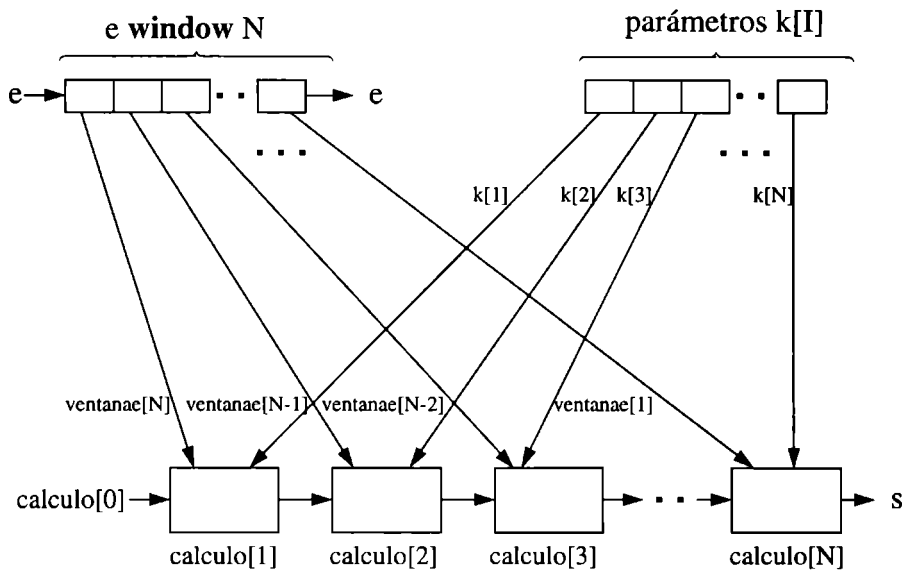 e window N
parámetros k[I]
e
e
k[1]
k[2]
k[3]
k[N]
ventanae[N]
ventanae[N-1]
ventanae[N-2]
ventanae[1]
calculo[0]
s
calculo[1]
calculo[2]
calculo[3]
calculo[N]